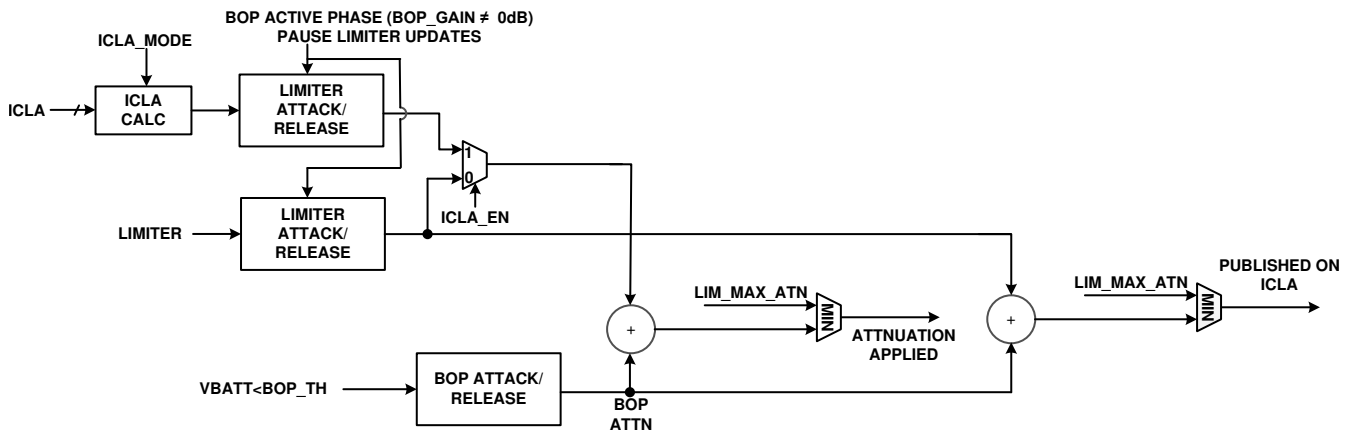 BOP ACTIVE PHASE (BOP_GAIN ≠ 0dB)
PAUSE LIMITER UPDATES
ICLA_MODE
ICLA
ICLA
CALC
LIMITER
ATTACK/
RELEASE
1
0
ICLA_EN
LIMITER
LIMITER
ATTACK/
RELEASE
LIM_MAX_ATN
MIN
ATTNUATION
APPLIED
+
LIM_MAX_ATN
MIN
PUBLISHED ON
ICLA
+
VBATT<BOP_TH
BOP ATTACK/
RELEASE
BOP
ATTN